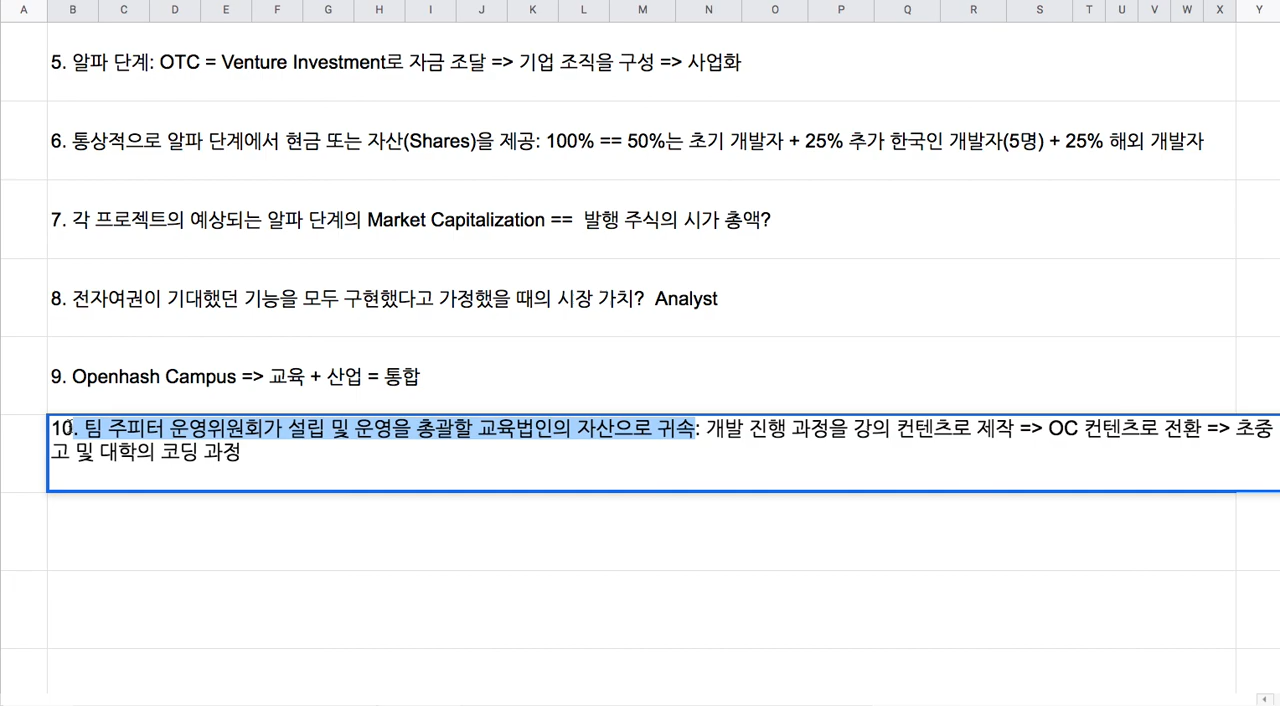 A B C D E F G H I J K L M N O P Q R S T U V W X Y
5. 알파 단계: OTC = Venture Investment로 자금 조달 => 기업 조직을 구성 => 사업화
6. 통상적으로 알파 단계에서 현금 또는 자산(Shares)을 제공: 100% == 50%는 초기 개발자 + 25% 추가 한국인 개발자(5명) + 25% 해외 개발자
7. 각 프로젝트의 예상되는 알파 단계의 Market Capitalization == 발행 주식의 시가 총액?
8. 전자여권이 기대했던 기능을 모두 구현했다고 가정했을 때의 시장 가치? Analyst
9. Openhash Campus => 교육 + 산업 = 통합
10. 팀 주피터 운영위원회가 설립 및 운영을 총괄할 교육법인의 자산으로 귀속: 개발 진행 과정을 강의 컨텐츠로 제작 => OC 컨텐츠로 전환 => 초중
고 및 대학의 코딩 과정